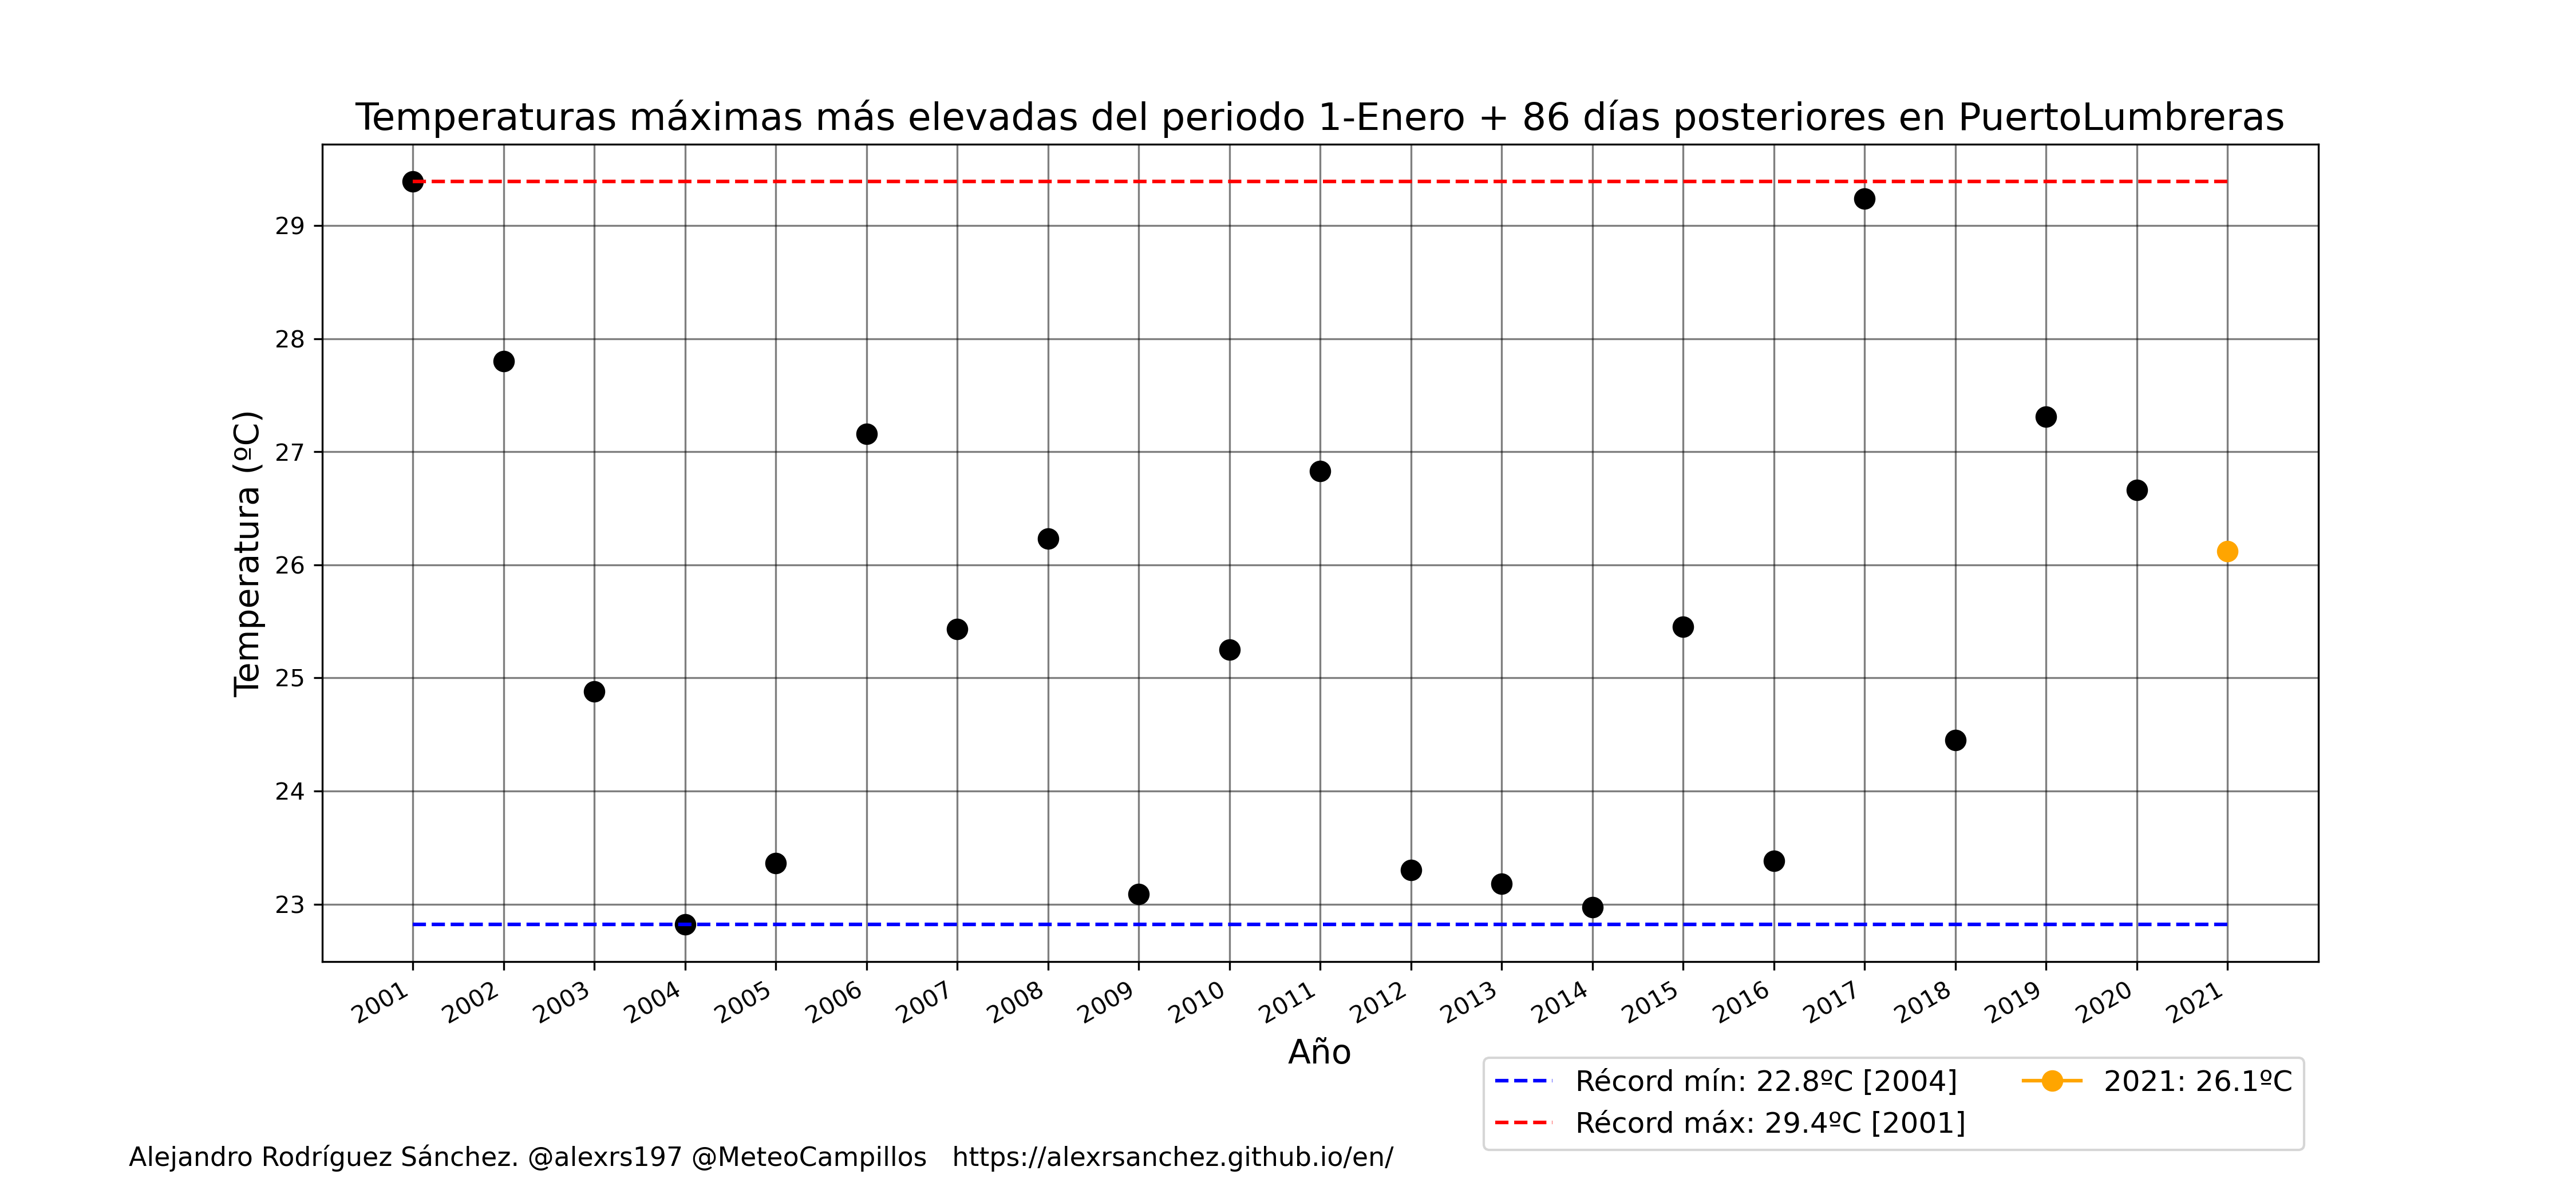 Temperaturas máximas más elevadas del periodo 1-Enero + 86 días posteriores en PuertoLumbreras
Temperatura (ºC)
29
28
27
26
25
24
23
2001 2002 2003 2004 2005 2006 2007 2008 2009 2010 2011 2012 2013 2014 2015 2016 2017 2018 2019 2020 2021
Año
Récord mín: 22.8ºC [2004]
Récord máx: 29.4ºC [2001]
2021: 26.1ºC
Alejandro Rodríguez Sánchez. @alexrs197 @MeteoCampillos https://alexrsanchez.github.io/en/